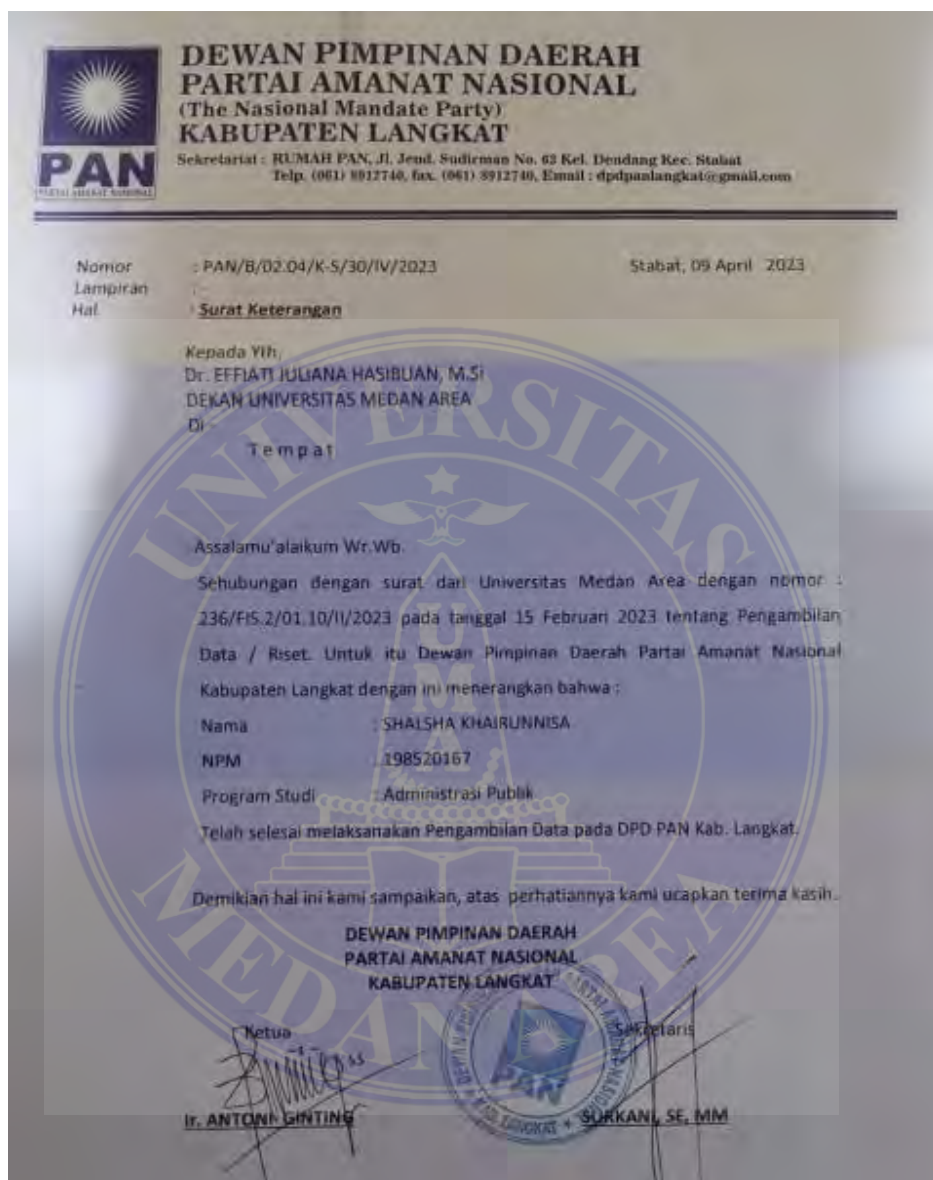 DEWAN PIMPINAN DAERAH
PARTAI AMANAT NASIONAL
(The Nasional Mandate Party)
KABUPATEN LANGKAT
Sekretariat : RUMAH PAN, Jl. Jend. Sudirman No. 63 Kel. Dendang Kec. Stabat
Telp. (061) 8912740, fax. (061) 8912740, Email : dpdpanlangkat@gmail.com
PAN
PARTAI AMANAT NASIONAL
Nomor : PAN/B/02.04/K-S/30/IV/2023 Stabat, 09 April 2023
Lampiran : -
Hal : Surat Keterangan
Kepada Yth,
Dr. EFFIATI JULIANA HASIBUAN, M.Si
DEKAN UNIVERSITAS MEDAN AREA
Di -
Tempat
Assalamu'alaikum Wr.Wb.
Sehubungan dengan surat dari Universitas Medan Area dengan nomor :
236/FIS.2/01.10/II/2023 pada tanggal 15 Februari 2023 tentang Pengambilan
Data / Riset. Untuk itu Dewan Pimpinan Daerah Partai Amanat Nasional
Kabupaten Langkat dengan ini menerangkan bahwa :
Nama : SHALSHA KHAIRUNNISA
NPM : 198520167
Program Studi : Administrasi Publik
Telah selesai melaksanakan Pengambilan Data pada DPD PAN Kab. Langkat.
Demikian hal ini kami sampaikan, atas perhatiannya kami ucapkan terima kasih.
DEWAN PIMPINAN DAERAH
PARTAI AMANAT NASIONAL
KABUPATEN LANGKAT
Ketua Sekretaris
Ir. ANTONI GINTING SURKANI, SE, MM
PAN
UNIVERSITAS
MEDAN AREA
UMA